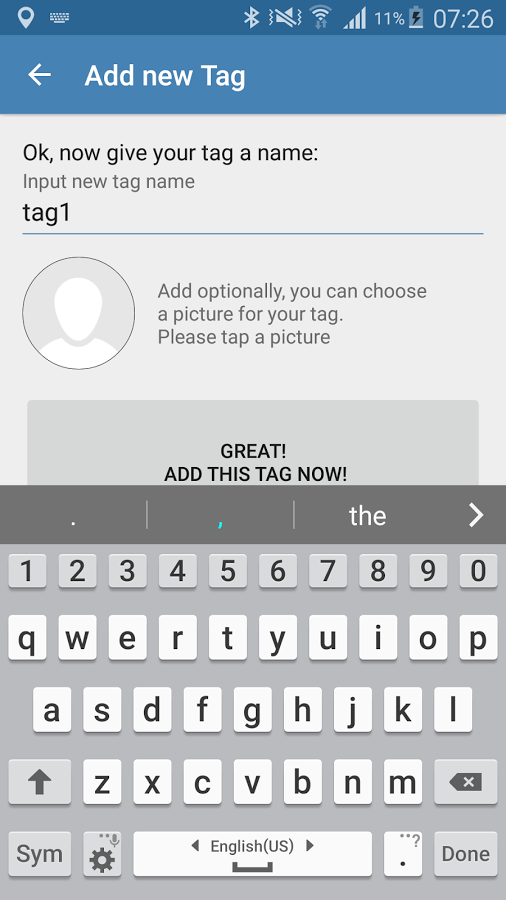 11% 07:26
Add new Tag
Ok, now give your tag a name:
Input new tag name
tag1
Add optionally, you can choose
a picture for your tag.
Please tap a picture
GREAT!
ADD THIS TAG NOW!
. , the
1 2 3 4 5 6 7 8 9 0
q w e r t y u i o p
a s d f g h j k l
z x c v b n m
Sym English(US) . ? Done